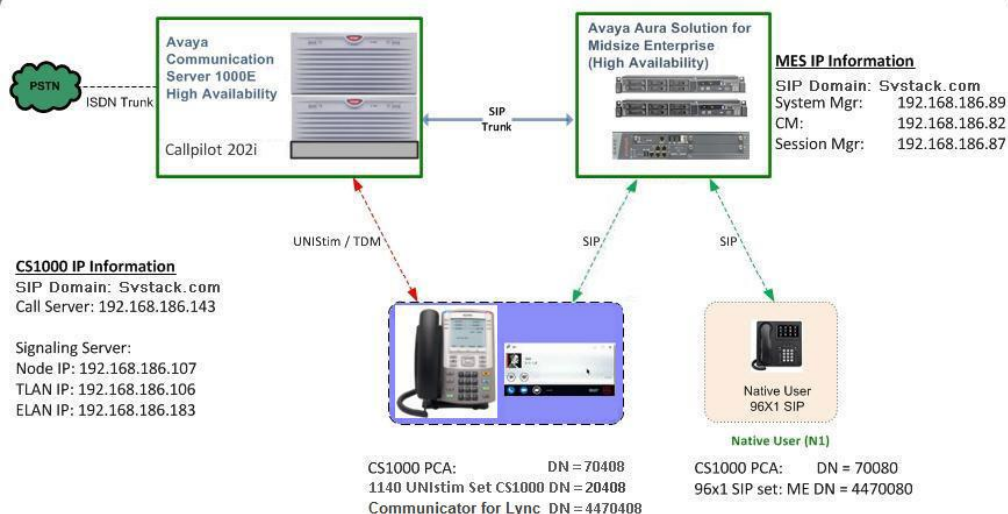 Avaya
Communication
Server 1000E
High Availability
Callpilot 202i
PSTN
ISDN Trunk
SIP
Trunk
Avaya Aura Solution for
Midsize Enterprise
(High Availability)
MES IP Information
SIP Domain: Svstack.com
System Mgr: 192.168.186.89
CM: 192.168.186.82
Session Mgr: 192.168.186.87
UNIStim / TDM
SIP
SIP
CS1000 IP Information
SIP Domain: Svstack.com
Call Server: 192.168.186.143
Signaling Server:
Node IP: 192.168.186.107
TLAN IP: 192.168.186.106
ELAN IP: 192.168.186.183
Native User
96X1 SIP
Native User (N1)
CS1000 PCA: DN = 70408
1140 UNIstim Set CS1000 DN = 20408
Communicator for Lync DN = 4470408
CS1000 PCA: DN = 70080
96x1 SIP set: ME DN = 4470080